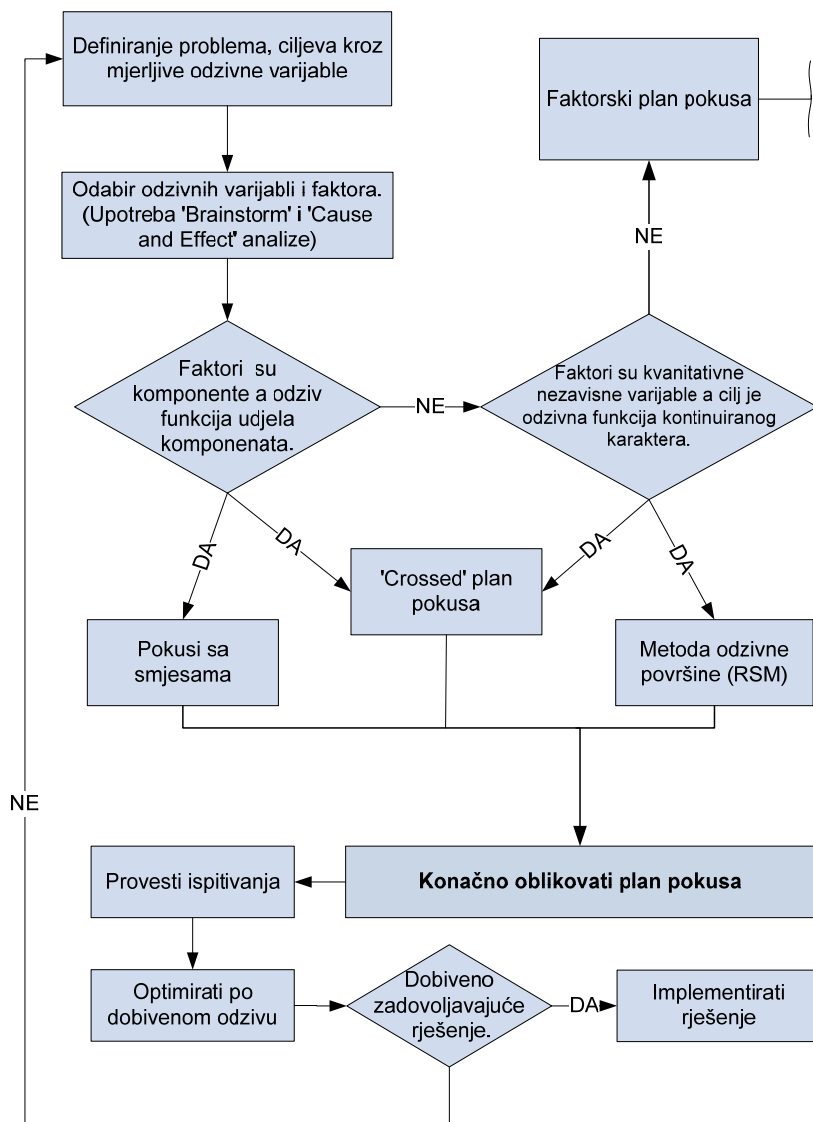 Definiranje problema, ciljeva kroz
mjerljive odzivne varijable
Faktorski plan pokusa
Odabir odzivnih varijabli i faktora.
(Upotreba 'Brainstorm' i 'Cause
and Effect' analize)
NE
Faktori su
komponente a odziv
funkcija udjela
komponenata.
NE
Faktori su kvanitativne
nezavisne varijable a cilj je
odzivna funkcija kontinuiranog
karaktera.
DA
DA
DA
DA
'Crossed' plan
pokusa
Pokusi sa
smjesama
Metoda odzivne
površine (RSM)
NE
Provesti ispitivanja
Konačno oblikovati plan pokusa
Optimirati po
dobivenom odzivu
Dobiveno
zadovoljavajuće
rješenje.
DA
Implementirati
rješenje